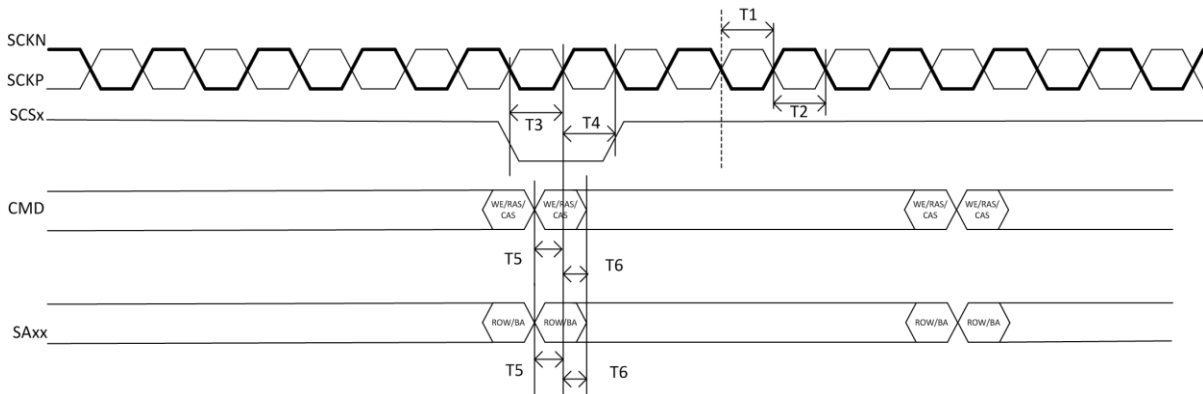 T1
SCKN
SCKP
T2
SCSx
T3
T4
CMD
WE/RAS/
CAS
WE/RAS/
CAS
WE/RAS/
CAS
WE/RAS/
CAS
T5
T6
SAxx
ROW/BA
ROW/BA
ROW/BA
ROW/BA
T5
T6